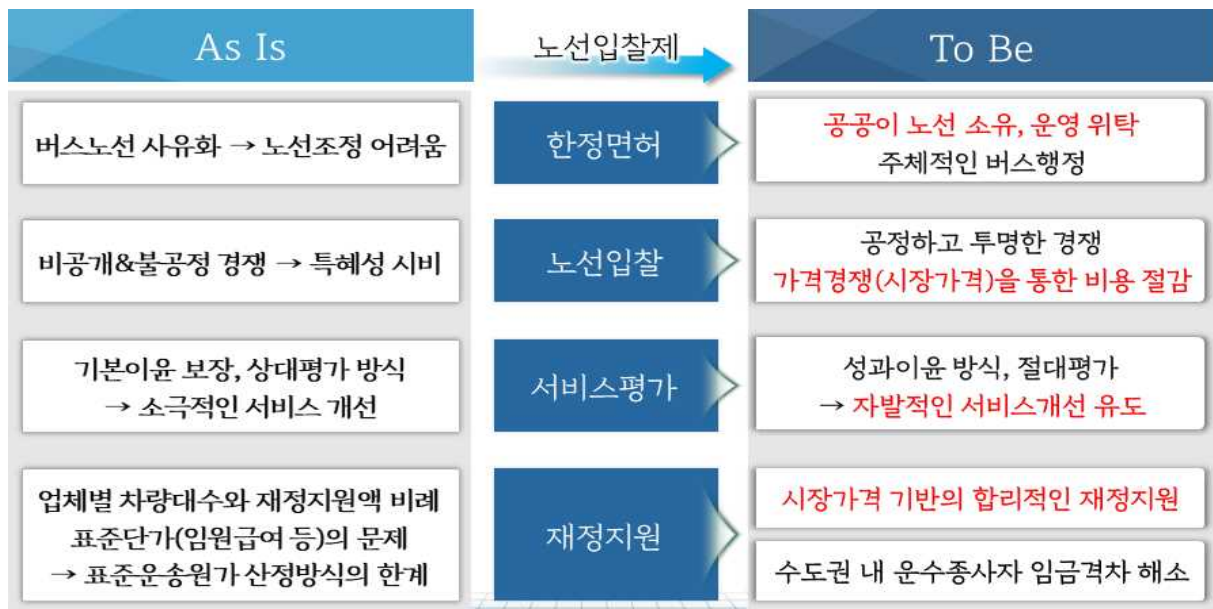 As Is
노선입찰제
To Be
버스노선 사유화 → 노선조정 어려움
한정면허
공공이 노선 소유, 운영 위탁
주체적인 버스행정
비공개&불공정 경쟁 → 특혜성 시비
노선입찰
공정하고 투명한 경쟁
가격경쟁(시장가격)을 통한 비용 절감
기본이윤 보장, 상대평가 방식
→ 소극적인 서비스 개선
서비스평가
성과이윤 방식, 절대평가
→ 자발적인 서비스개선 유도
업체별 차량대수와 재정지원액 비례
표준단가(임원급여 등)의 문제
→ 표준운송원가 산정방식의 한계
재정지원
시장가격 기반의 합리적인 재정지원
수도권 내 운수종사자 임금격차 해소